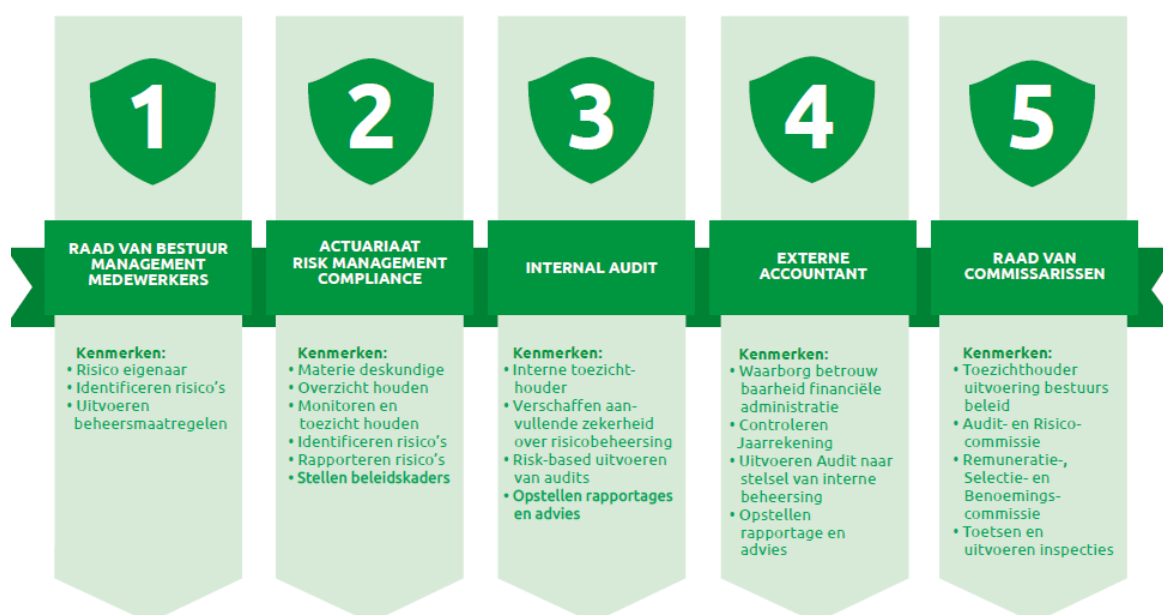 1
RAAD VAN BESTUUR
MANAGEMENT
MEDEWERKERS
Kenmerken:
• Risico eigenaar
• Identificeren risico's
• Uitvoeren
beheersmaatregelen
2
ACTUARIAAT
RISK MANAGEMENT
COMPLIANCE
Kenmerken:
• Materie deskundige
• Overzicht houden
• Monitoren en
toezicht houden
• Identificeren risico's
• Rapporteren risico's
• Stellen beleidskaders
3
INTERNAL AUDIT
Kenmerken:
• Interne toezicht-
houder
• Verschaffen aan-
vullende zekerheid
over risicobeheersing
• Risk-based uitvoeren
van audits
• Opstellen rapportages
en advies
4
EXTERNE
ACCOUNTANT
Kenmerken:
• Waarborg betrouw
baarheid financiële
administratie
• Controleren
Jaarrekening
• Uitvoeren Audit naar
stelsel van interne
beheersing
• Opstellen
rapportage en
advies
5
RAAD VAN
COMMISSARISSEN
Kenmerken:
• Toezichthouder
uitvoering bestuurs
beleid
• Audit- en Risico-
commissie
• Remuneratie-,
Selectie- en
Benoemings-
commissie
• Toetsen en
uitvoeren inspecties